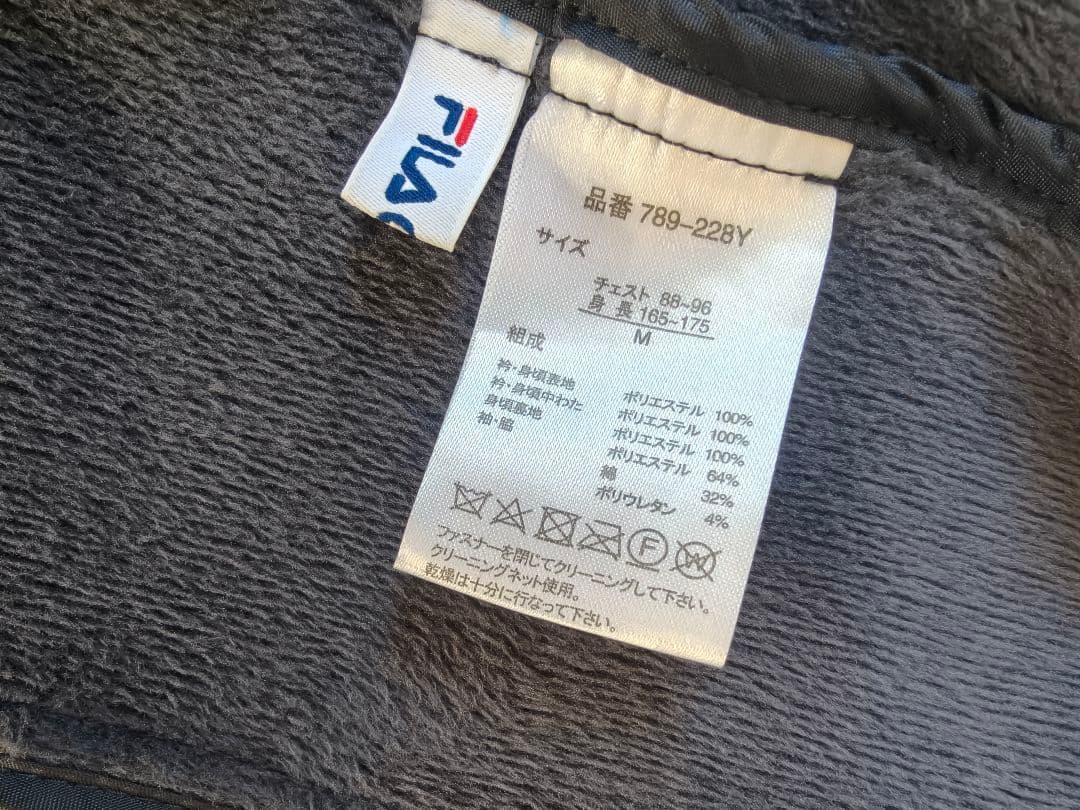 FILA
品番 789-228Y
サイズ
チェスト 88~96
身 長 165~175
M
組成
衿・身頃表地 ポリエステル 100%
衿・身頃中わた ポリエステル 100%
身頃裏地 ポリエステル 100%
袖・脇 ポリエステル 64%
綿 32%
ポリウレタン 4%
F W
ファスナーを閉じてクリーニングして下さい。
クリーニングネット使用。
乾燥は十分に行なって下さい。